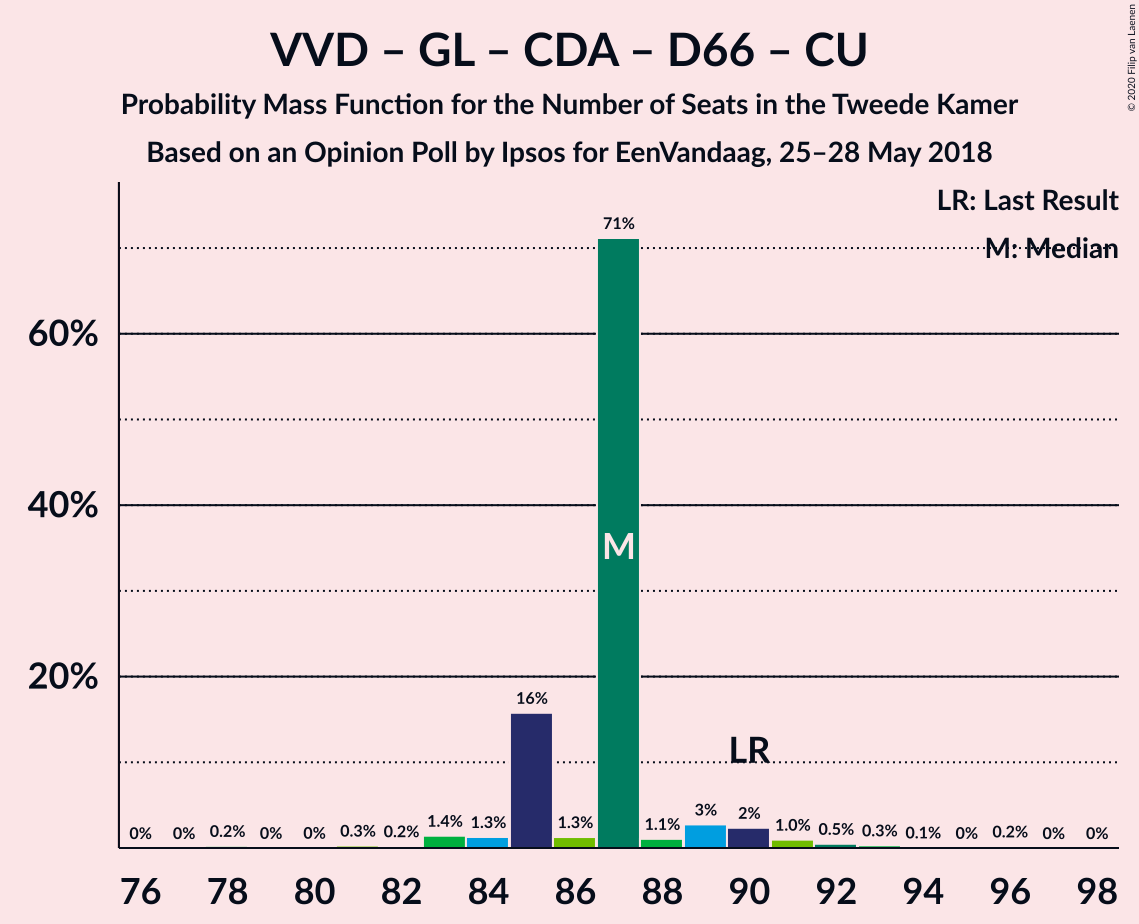 VVD – GL – CDA – D66 – CU
Probability Mass Function for the Number of Seats in the Tweede Kamer
Based on an Opinion Poll by Ipsos for EenVandaag, 25–28 May 2018
© 2020 Filip van Laenen
LR: Last Result
M: Median
60%
40%
20%
0% 0% 0.2% 0% 0% 0.3% 0.2% 1.4% 1.3% 16% 1.3% 71% 1.1% 3% 2% 1.0% 0.5% 0.3% 0.1% 0% 0.2% 0% 0%
M
LR
76 78 80 82 84 86 88 90 92 94 96 98